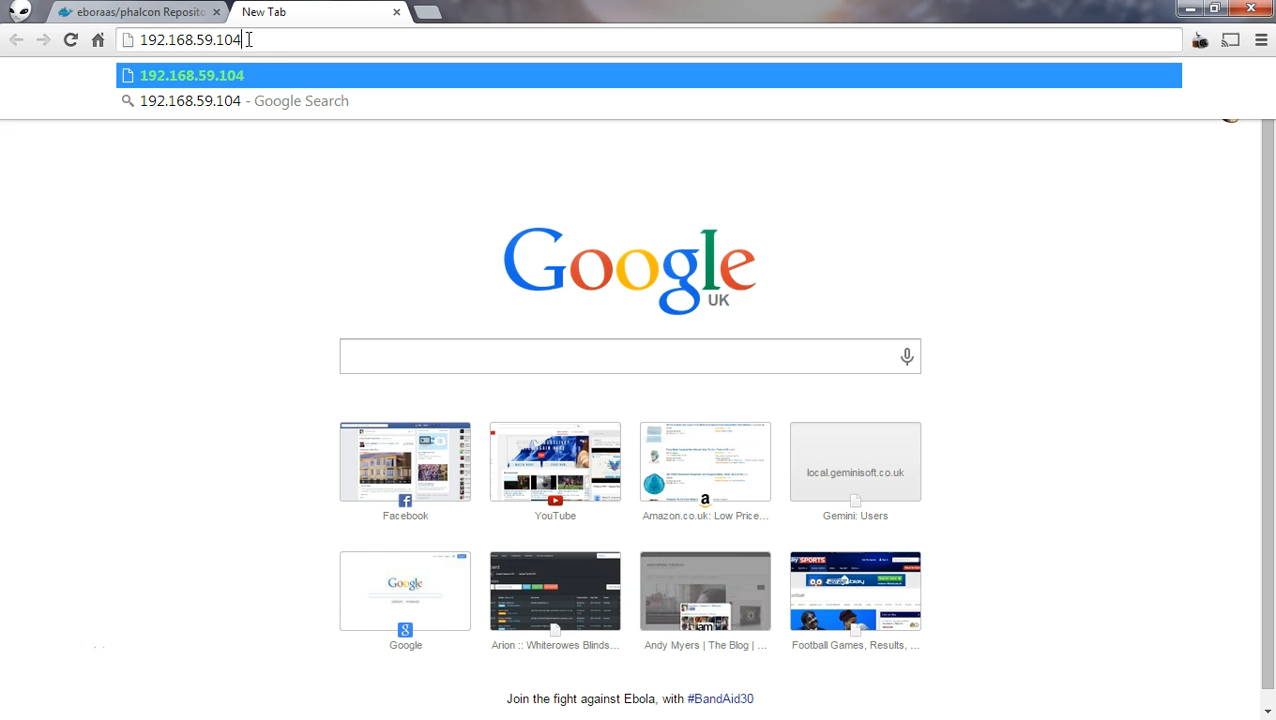 eboraas/phalcon Reposito
New Tab
192.168.59.104
192.168.59.104
192.168.59.104 - Google Search
Google
UK
local.geminisoft.co.uk
Facebook
YouTube
Amazon.co.uk: Low Price...
Gemini: Users
Google
Arion :: Whiterowes Blinds...
Andy Myers | The Blog | ...
Football Games, Results, ...
Join the fight against Ebola, with #BandAid30